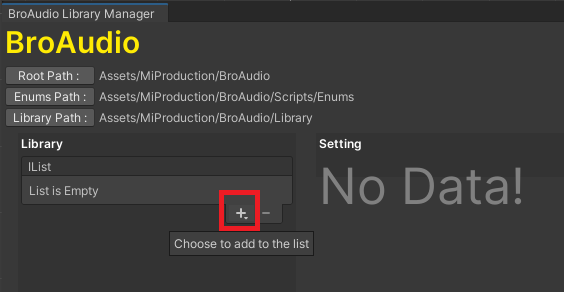 BroAudio Library Manager
BroAudio
Root Path : Assets/MiProduction/BroAudio
Enums Path : Assets/MiProduction/BroAudio/Scripts/Enums
Library Path : Assets/MiProduction/BroAudio/Library
Library
IList
List is Empty
Choose to add to the list
Setting
No Data!